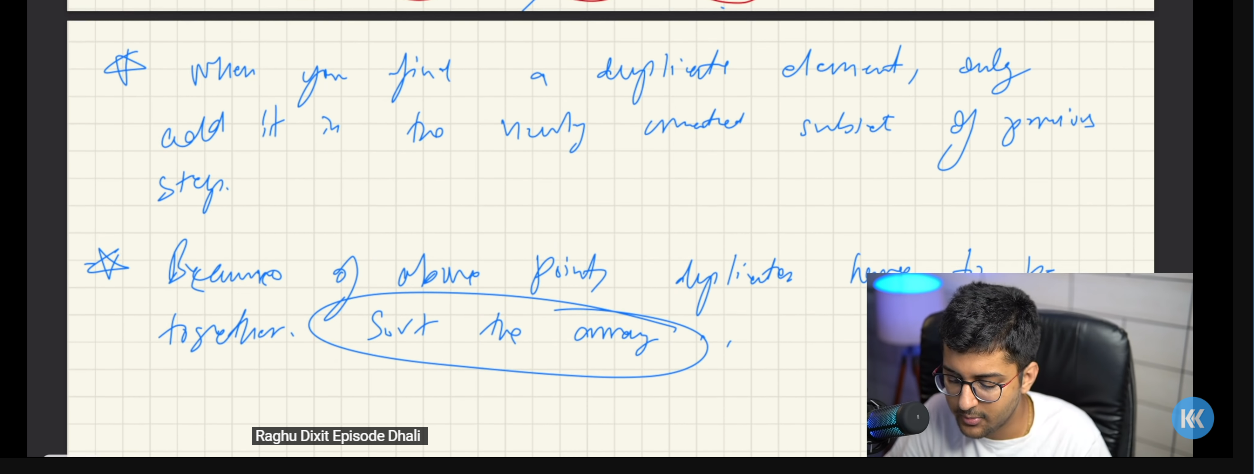 When you find a duplicate element, only
add it in the newly created subset of previous
step.
Because of above point, duplicates have to be
together. Sort the array.
Raghu Dixit Episode Dhali
KK